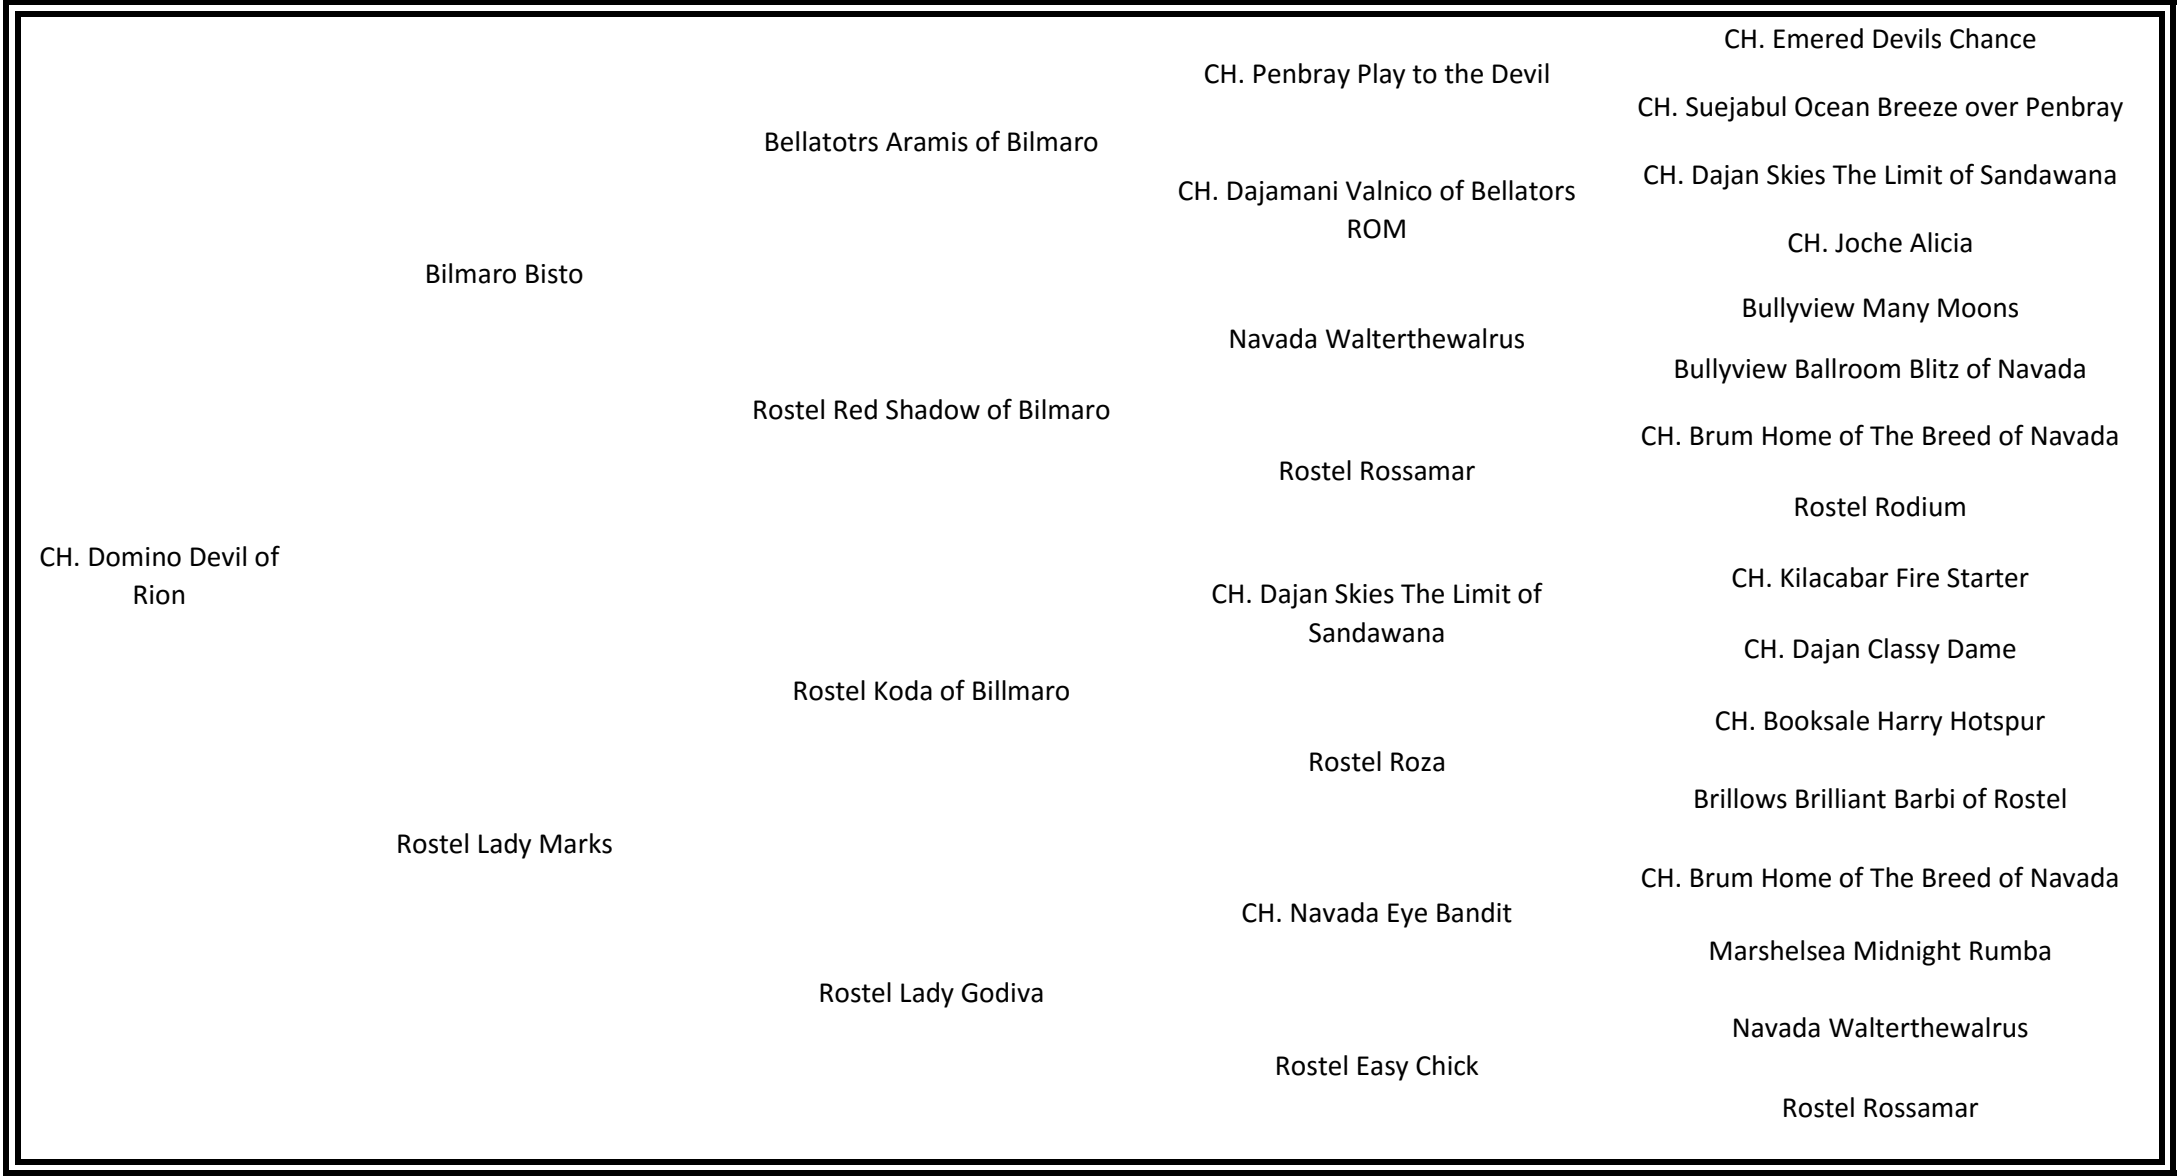 CH. Emered Devils Chance
CH. Penbray Play to the Devil
CH. Suejabul Ocean Breeze over Penbray
Bellatotrs Aramis of Bilmaro
CH. Dajan Skies The Limit of Sandawana
CH. Dajamani Valnico of Bellators
ROM
CH. Joche Alicia
Bilmaro Bisto
Bullyview Many Moons
Navada Walterthewalrus
Bullyview Ballroom Blitz of Navada
Rostel Red Shadow of Bilmaro
CH. Brum Home of The Breed of Navada
Rostel Rossamar
Rostel Rodium
CH. Domino Devil of
Rion
CH. Kilacabar Fire Starter
CH. Dajan Skies The Limit of
Sandawana
CH. Dajan Classy Dame
Rostel Koda of Billmaro
CH. Booksale Harry Hotspur
Rostel Roza
Brillows Brilliant Barbi of Rostel
Rostel Lady Marks
CH. Brum Home of The Breed of Navada
CH. Navada Eye Bandit
Marshelsea Midnight Rumba
Rostel Lady Godiva
Navada Walterthewalrus
Rostel Easy Chick
Rostel Rossamar